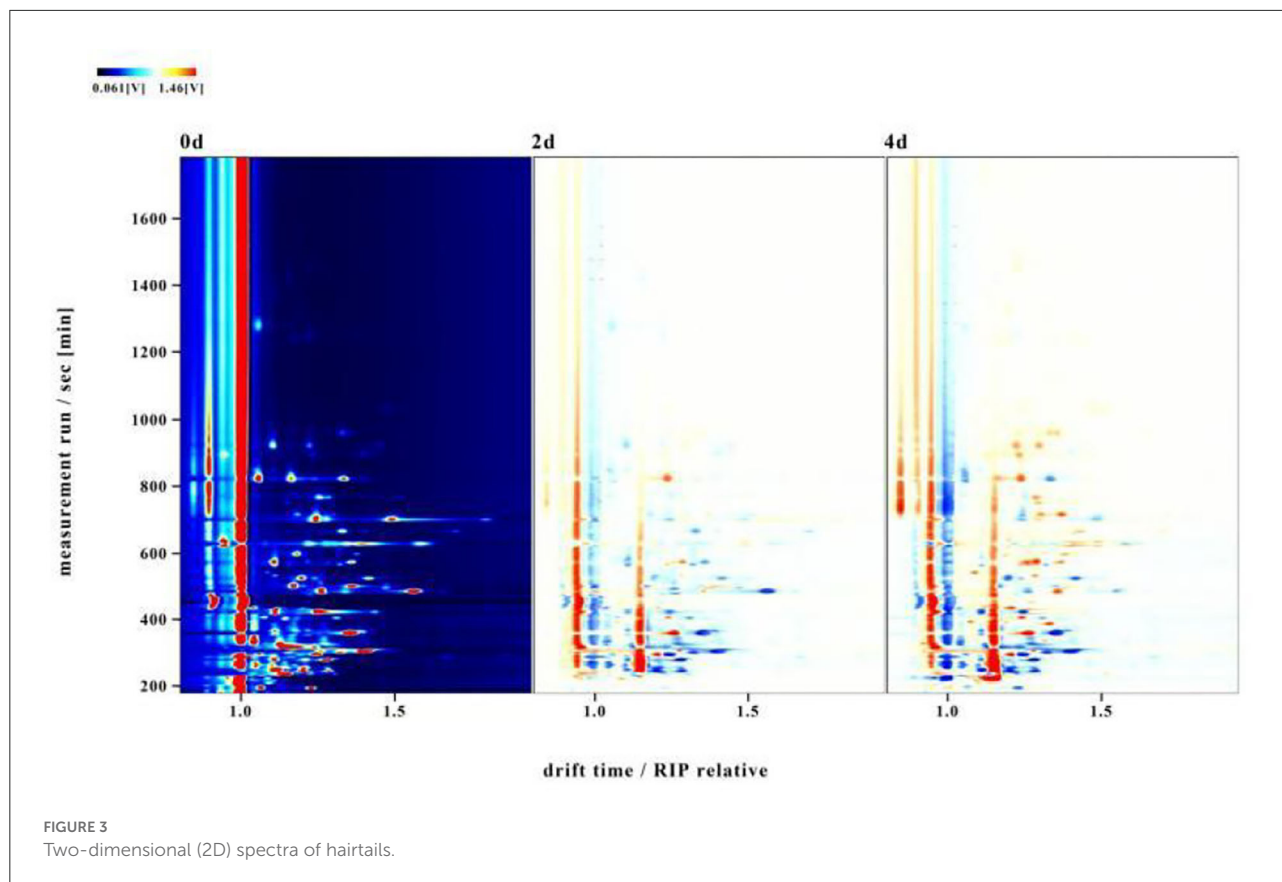 0.061[V] 1.46[V]
0d 2d 4d
measurement run / sec [min]
1600
1400
1200
1000
800
600
400
200
1.0 1.5 1.0 1.5 1.0 1.5
drift time / RIP relative
FIGURE 3
Two-dimensional (2D) spectra of hairtails.